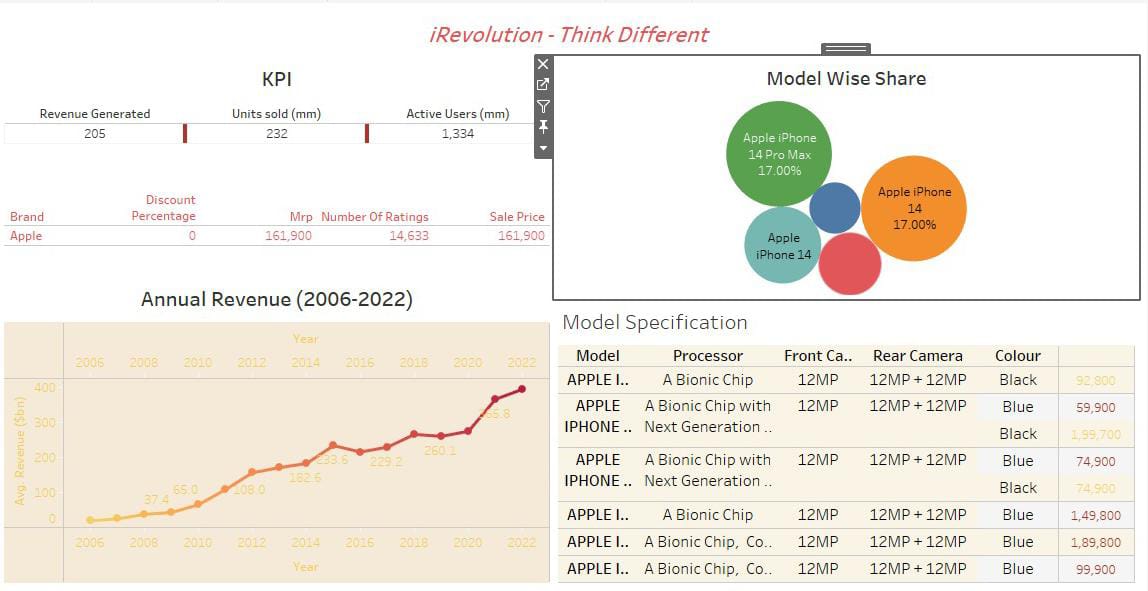 iRevolution - Think Different
KPI
Revenue Generated Units sold (mm) Active Users (mm)
205 232 1,334
Discount
Brand Percentage Mrp Number Of Ratings Sale Price
Apple 0 161,900 14,633 161,900
Model Wise Share
Apple iPhone
14 Pro Max
17.00%
Apple iPhone
14
17.00%
Apple
iPhone 14
Annual Revenue (2006-2022)
Year
2006 2008 2010 2012 2014 2016 2018 2020 2022
Avg. Revenue ($bn)
400
300
200
100
0
37.4 65.0 108.0 182.6 233.6 229.2 260.1
2006 2008 2010 2012 2014 2016 2018 2020 2022
Year
Model Specification
Model Processor Front Ca.. Rear Camera Colour
APPLE I.. A Bionic Chip 12MP 12MP + 12MP Black 92,800
APPLE A Bionic Chip with 12MP 12MP + 12MP Blue 59,900
IPHONE .. Next Generation .. Black 1,99,700
APPLE A Bionic Chip with 12MP 12MP + 12MP Blue 74,900
IPHONE .. Next Generation .. Black 74,900
APPLE I.. A Bionic Chip 12MP 12MP + 12MP Blue 1,49,800
APPLE I.. A Bionic Chip, Co.. 12MP 12MP + 12MP Blue 1,89,800
APPLE I.. A Bionic Chip, Co.. 12MP 12MP + 12MP Blue 99,900